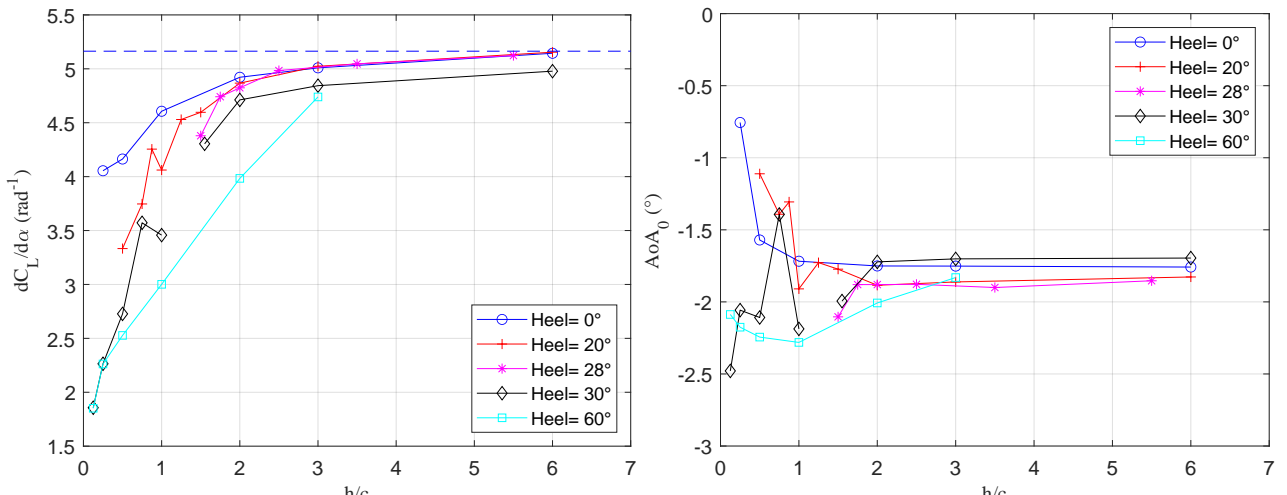 5.5
5
4.5
4
3.5
3
2.5
2
1.5
dC_L/dα (rad^-1)
0 1 2 3 4 5 6 7
h/c
Heel= 0°
Heel= 20°
Heel= 28°
Heel= 30°
Heel= 60°
0
-0.5
-1
-1.5
-2
-2.5
-3
AoA_0 (°)
0 1 2 3 4 5 6 7
h/c
Heel= 0°
Heel= 20°
Heel= 28°
Heel= 30°
Heel= 60°